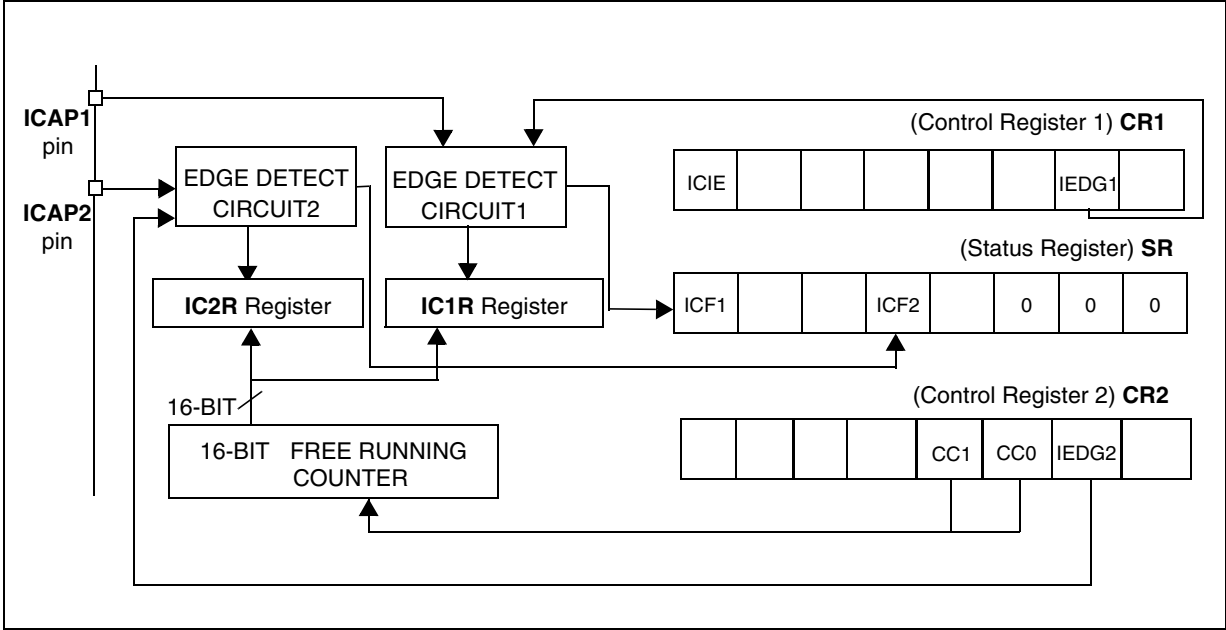 ICAP1
pin
ICAP2
pin
EDGE DETECT
CIRCUIT2
EDGE DETECT
CIRCUIT1
IC2R Register
IC1R Register
16-BIT
16-BIT FREE RUNNING
COUNTER
(Control Register 1) CR1
ICIE
IEDG1
(Status Register) SR
ICF1
ICF2
0
0
0
(Control Register 2) CR2
CC1
CC0
IEDG2